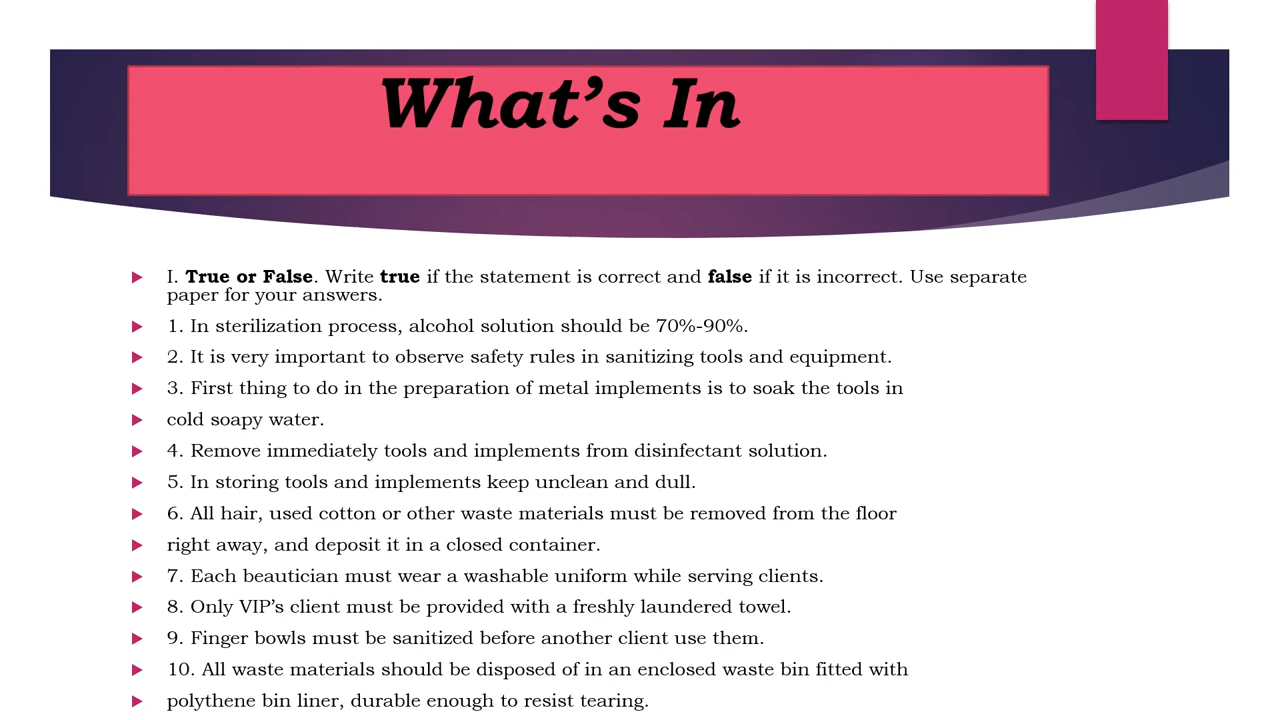 What’s In
I. True or False. Write true if the statement is correct and false if it is incorrect. Use separate
paper for your answers.
1. In sterilization process, alcohol solution should be 70%-90%.
2. It is very important to observe safety rules in sanitizing tools and equipment.
3. First thing to do in the preparation of metal implements is to soak the tools in
cold soapy water.
4. Remove immediately tools and implements from disinfectant solution.
5. In storing tools and implements keep unclean and dull.
6. All hair, used cotton or other waste materials must be removed from the floor
right away, and deposit it in a closed container.
7. Each beautician must wear a washable uniform while serving clients.
8. Only VIP’s client must be provided with a freshly laundered towel.
9. Finger bowls must be sanitized before another client use them.
10. All waste materials should be disposed of in an enclosed waste bin fitted with
polythene bin liner, durable enough to resist tearing.